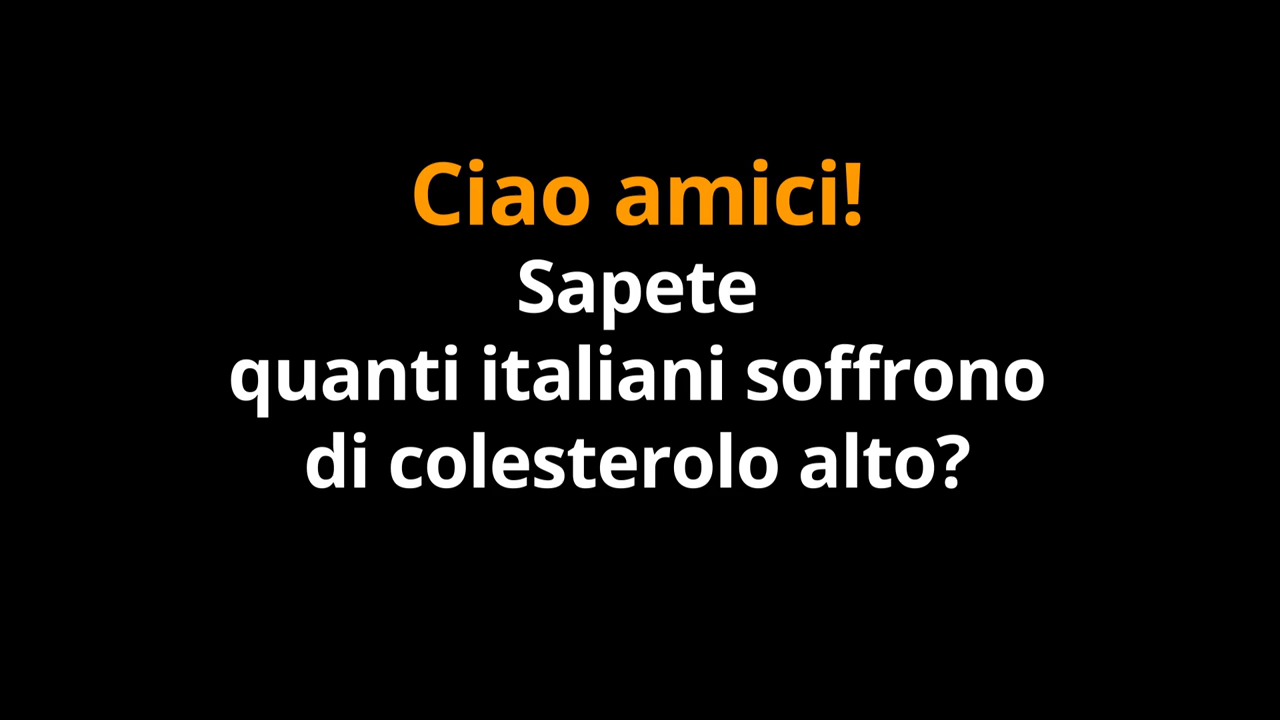 Ciao amici!
Sapete
quanti italiani soffrono
di colesterolo alto?